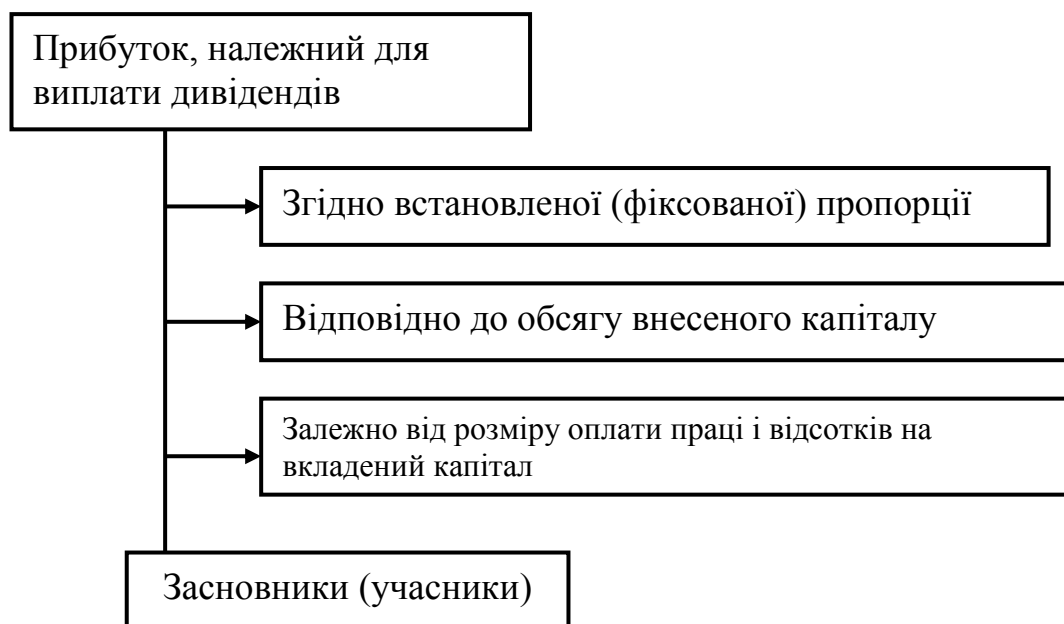 Прибуток, належний для
виплати дивідендів
Згідно встановленої (фіксованої) пропорції
Відповідно до обсягу внесеного капіталу
Залежно від розміру оплати праці і відсотків на
вкладений капітал
Засновники (учасники)